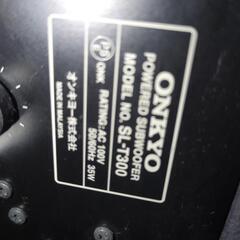 ONKYO
POWERED SUBWOOFER
MODEL NO. SL-T300
RATING: AC 100V
50/60Hz 35W
オンキヨー株式会社
MADE IN MALAYSIA